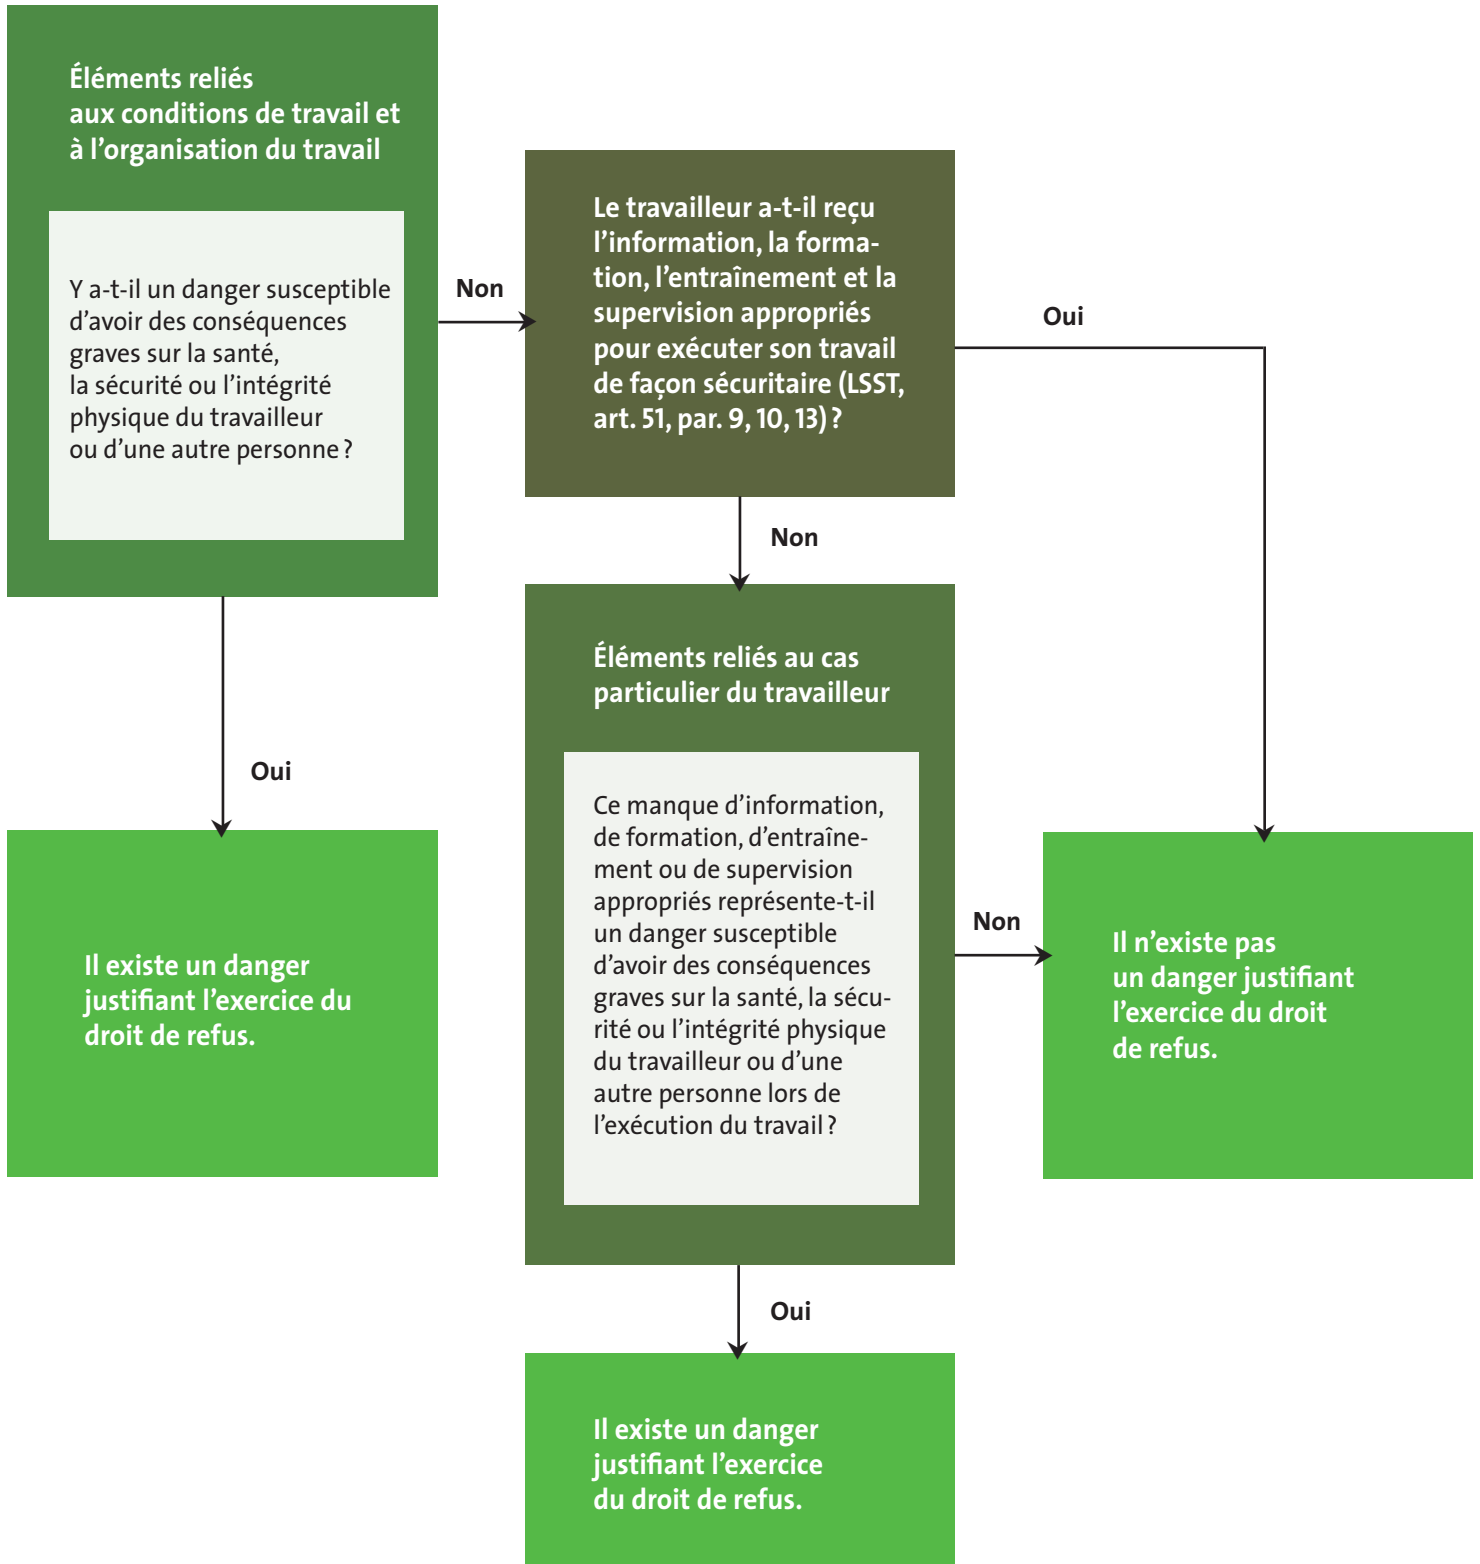 Éléments reliés
aux conditions de travail et
à l’organisation du travail
Y a-t-il un danger susceptible
d’avoir des conséquences
graves sur la santé,
la sécurité ou l’intégrité
physique du travailleur
ou d’une autre personne ?
Non
Le travailleur a-t-il reçu
l’information, la forma-
tion, l’entraînement et la
supervision appropriés
pour exécuter son travail
de façon sécuritaire (LSST,
art. 51, par. 9, 10, 13) ?
Oui
Non
Éléments reliés au cas
particulier du travailleur
Ce manque d’information,
de formation, d’entraîne-
ment ou de supervision
appropriés représente-t-il
un danger susceptible
d’avoir des conséquences
graves sur la santé, la sécu-
rité ou l’intégrité physique
du travailleur ou d’une
autre personne lors de
l’exécution du travail ?
Oui
Il existe un danger
justifiant l’exercice du
droit de refus.
Non
Il n’existe pas
un danger justifiant
l’exercice du droit
de refus.
Oui
Il existe un danger
justifiant l’exercice
du droit de refus.